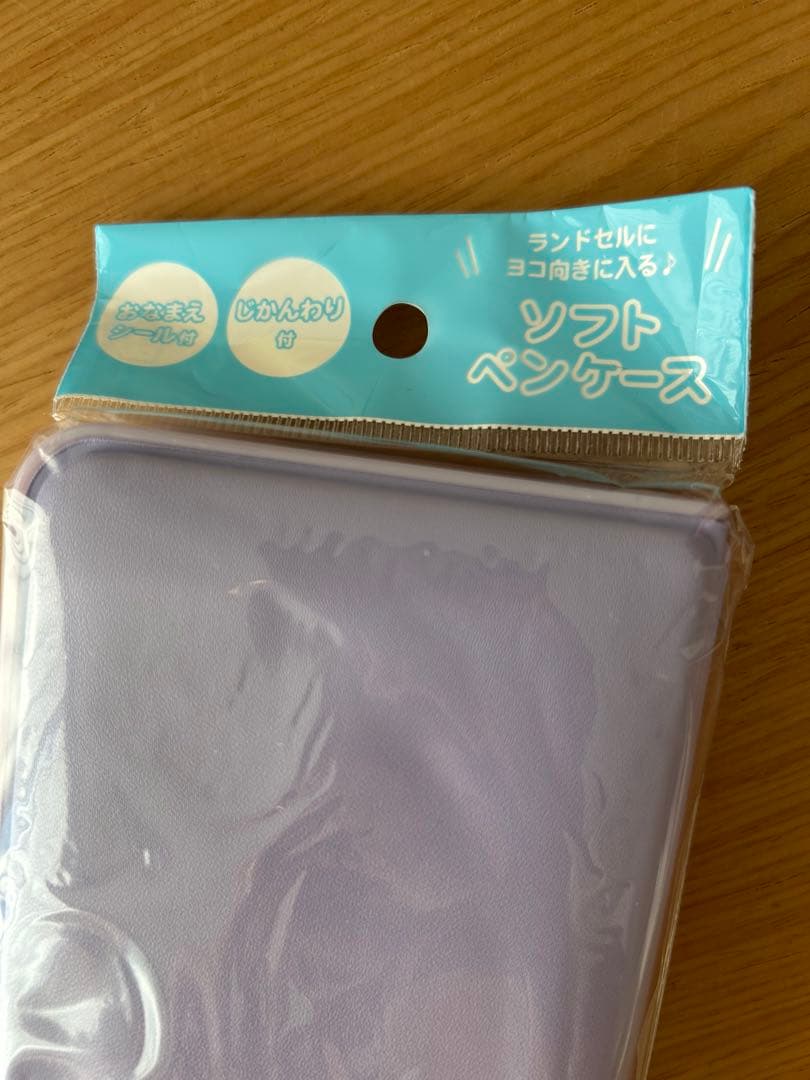 おなまえ
シール付
じかんわり
付
ランドセルに
ヨコ向きに入る♪
ソフト
ペンケース